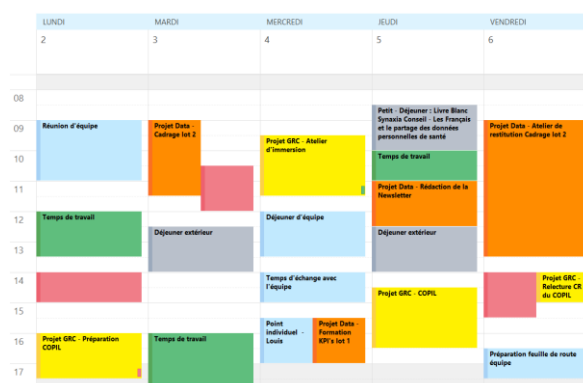 LUNDI
MARDI
MERCREDI
JEUDI
VENDREDI
2
3
4
5
6
08
09
10
11
12
13
14
15
16
17
Réunion d'équipe
Temps de travail
Projet GRC - Préparation
COPIL
Projet Data -
Cadrage lot 2
Déjeuner extérieur
Temps de travail
Projet GRC - Atelier
d'immersion
Déjeuner d'équipe
Temps d'échange avec
l'équipe
Point
individuel -
Louis
Projet Data -
Formation
KPI's lot 1
Petit - Déjeuner : Livre Blanc
Synaxia Conseil - Les Français
et le partage des données
personnelles de santé
Temps de travail
Projet Data - Rédaction de la
Newsletter
Déjeuner extérieur
Projet GRC - COPIL
Projet Data - Atelier de
restitution Cadrage lot 2
Projet GRC -
Relecture CR
du COPIL
Préparation feuille de route
équipe